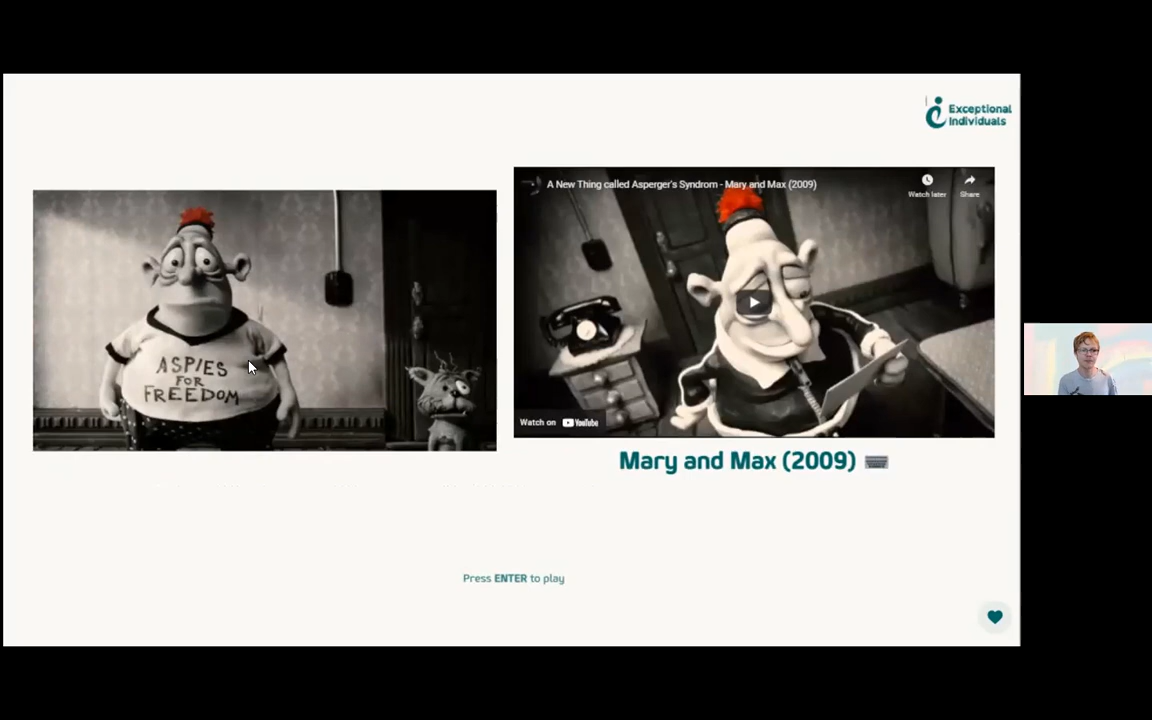 Exceptional
Individuals
A New Thing called Asperger's Syndrom - Mary and Max (2009)
Watch later
Share
ASPIES
FOR
FREEDOM
Watch on YouTube
Mary and Max (2009)
Press ENTER to play